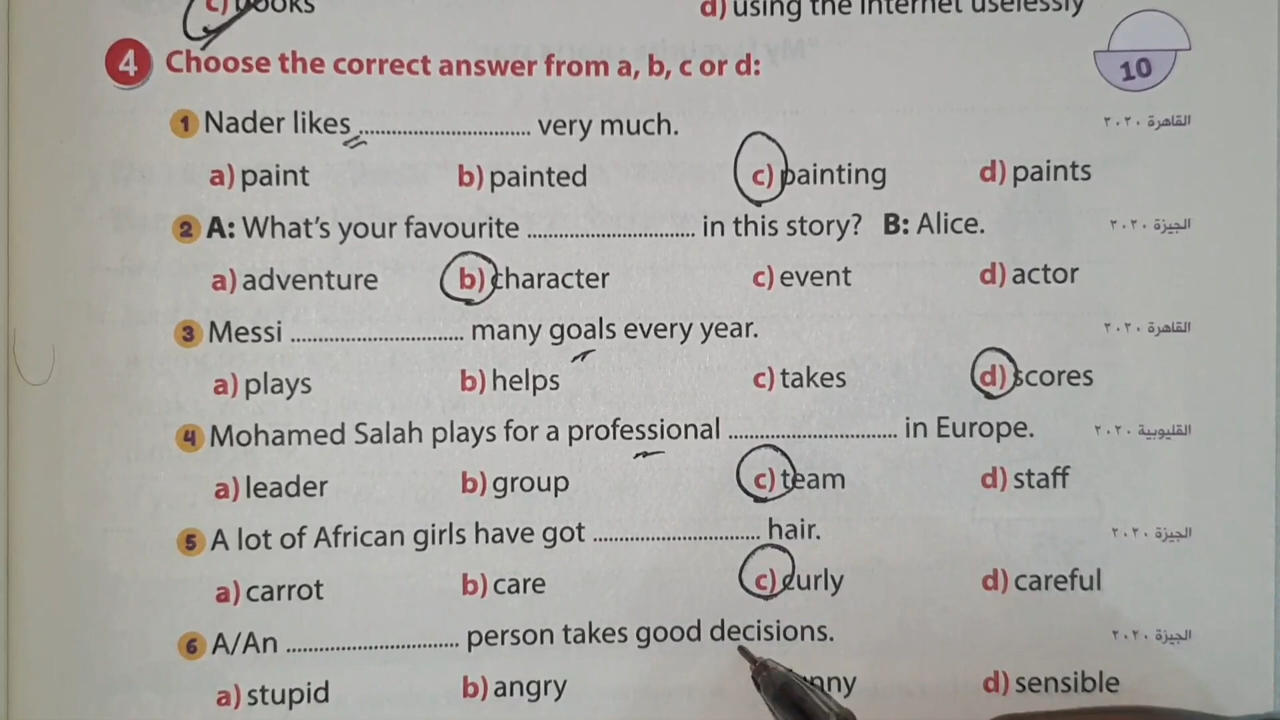 c) books d) using the internet uselessly
4 Choose the correct answer from a, b, c or d:
10
1 Nader likes .............................. very much. القاهرة ٢٠٢٠
a) paint b) painted c) painting d) paints
2 A: What's your favourite .............................. in this story? B: Alice. الجيزة ٢٠٢٠
a) adventure b) character c) event d) actor
3 Messi .............................. many goals every year. القاهرة ٢٠٢٠
a) plays b) helps c) takes d) scores
4 Mohamed Salah plays for a professional .............................. in Europe. القليوبية ٢٠٢٠
a) leader b) group c) team d) staff
5 A lot of African girls have got .............................. hair. الجيزة ٢٠٢٠
a) carrot b) care c) curly d) careful
6 A/An .............................. person takes good decisions. الجيزة ٢٠٢٠
a) stupid b) angry d) sensible